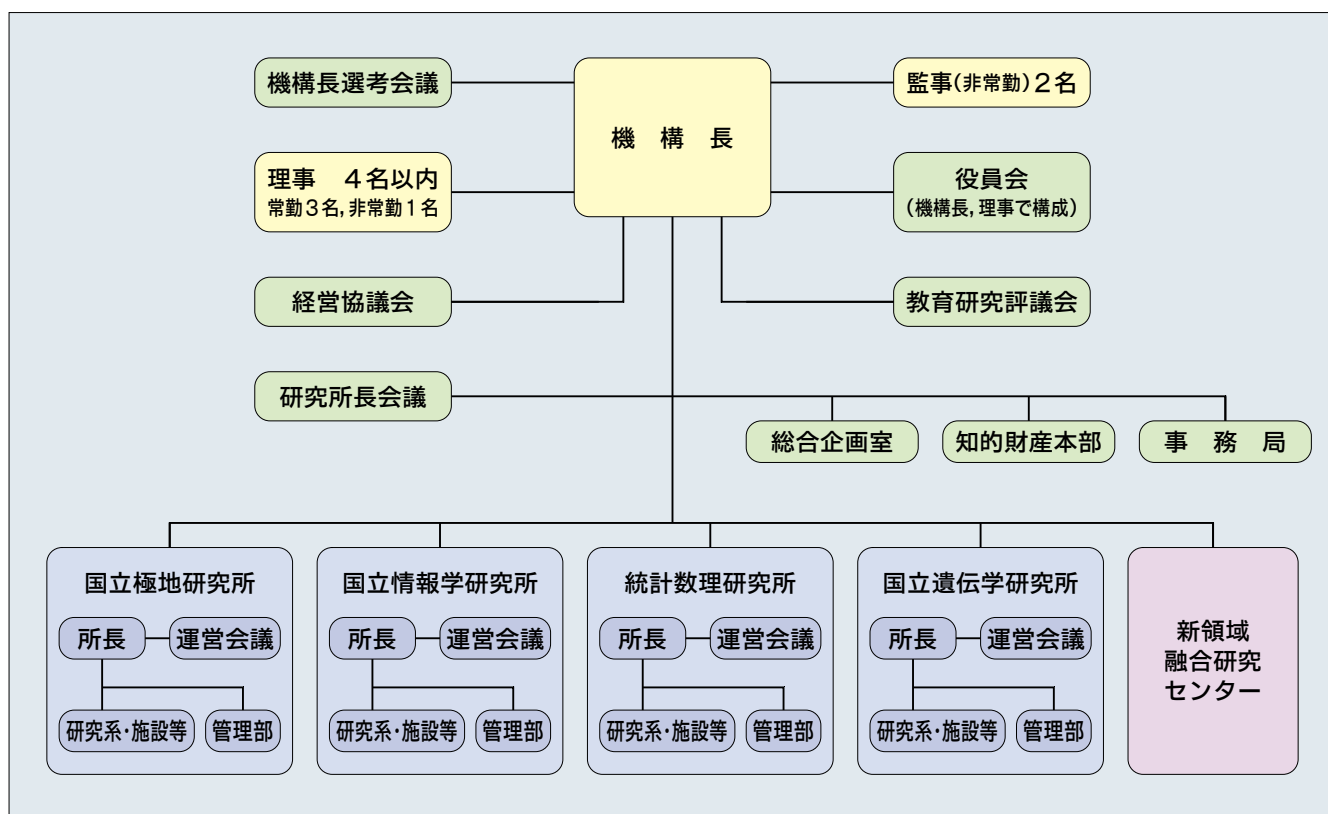 機構長選考会議
機　構　長
監事(非常勤)２名
理事　４名以内
常勤３名,非常勤１名
役員会
(機構長,理事で構成)
経営協議会
教育研究評議会
研究所長会議
総合企画室
知的財産本部
事　務　局
国立極地研究所
所長
運営会議
研究系・施設等
管理部
国立情報学研究所
所長
運営会議
研究系・施設等
管理部
統計数理研究所
所長
運営会議
研究系・施設等
管理部
国立遺伝学研究所
所長
運営会議
研究系・施設等
管理部
新領域
融合研究
センター